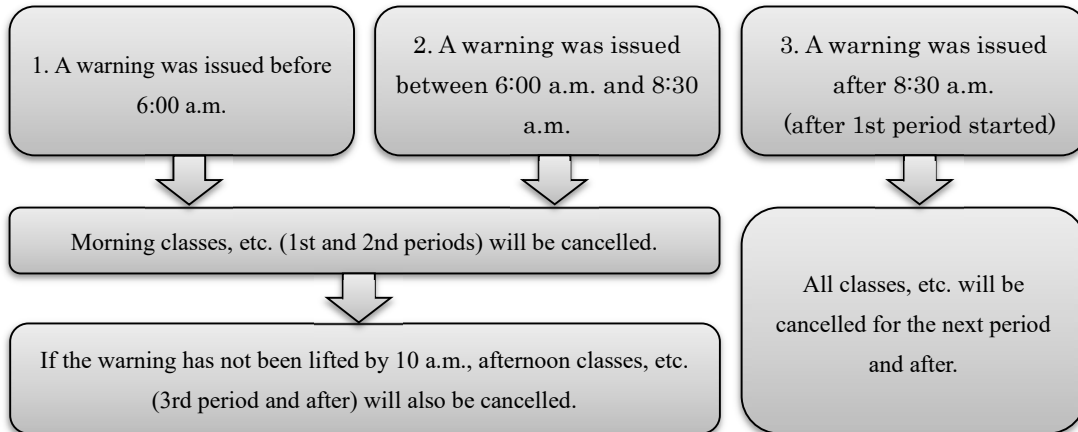 1. A warning was issued before
6:00 a.m.
2. A warning was issued
between 6:00 a.m. and 8:30
a.m.
3. A warning was issued
after 8:30 a.m.
(after 1st period started)
Morning classes, etc. (1st and 2nd periods) will be cancelled.
If the warning has not been lifted by 10 a.m., afternoon classes, etc.
(3rd period and after) will also be cancelled.
All classes, etc. will be
cancelled for the next period
and after.